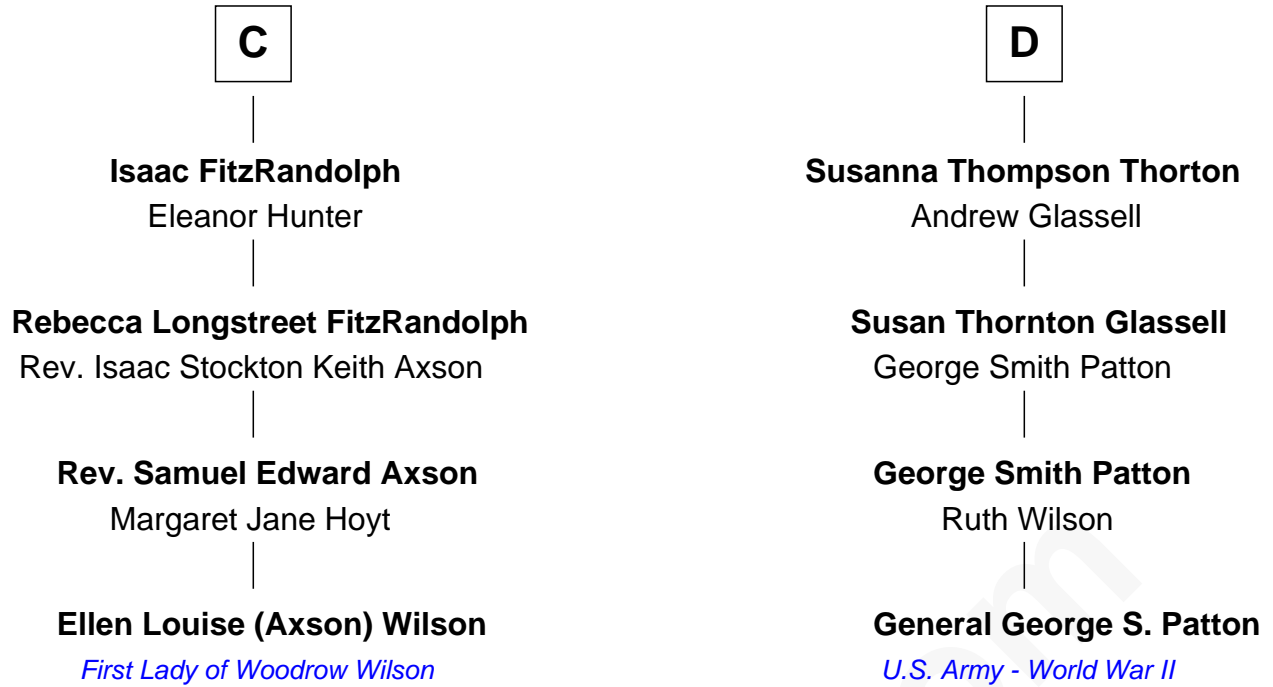 C
Isaac FitzRandolph
Eleanor Hunter
Rebecca Longstreet FitzRandolph
Rev. Isaac Stockton Keith Axson
Rev. Samuel Edward Axson
Margaret Jane Hoyt
Ellen Louise (Axson) Wilson
First Lady of Woodrow Wilson
D
Susanna Thompson Thorton
Andrew Glassell
Susan Thornton Glassell
George Smith Patton
George Smith Patton
Ruth Wilson
General George S. Patton
U.S. Army - World War II
om